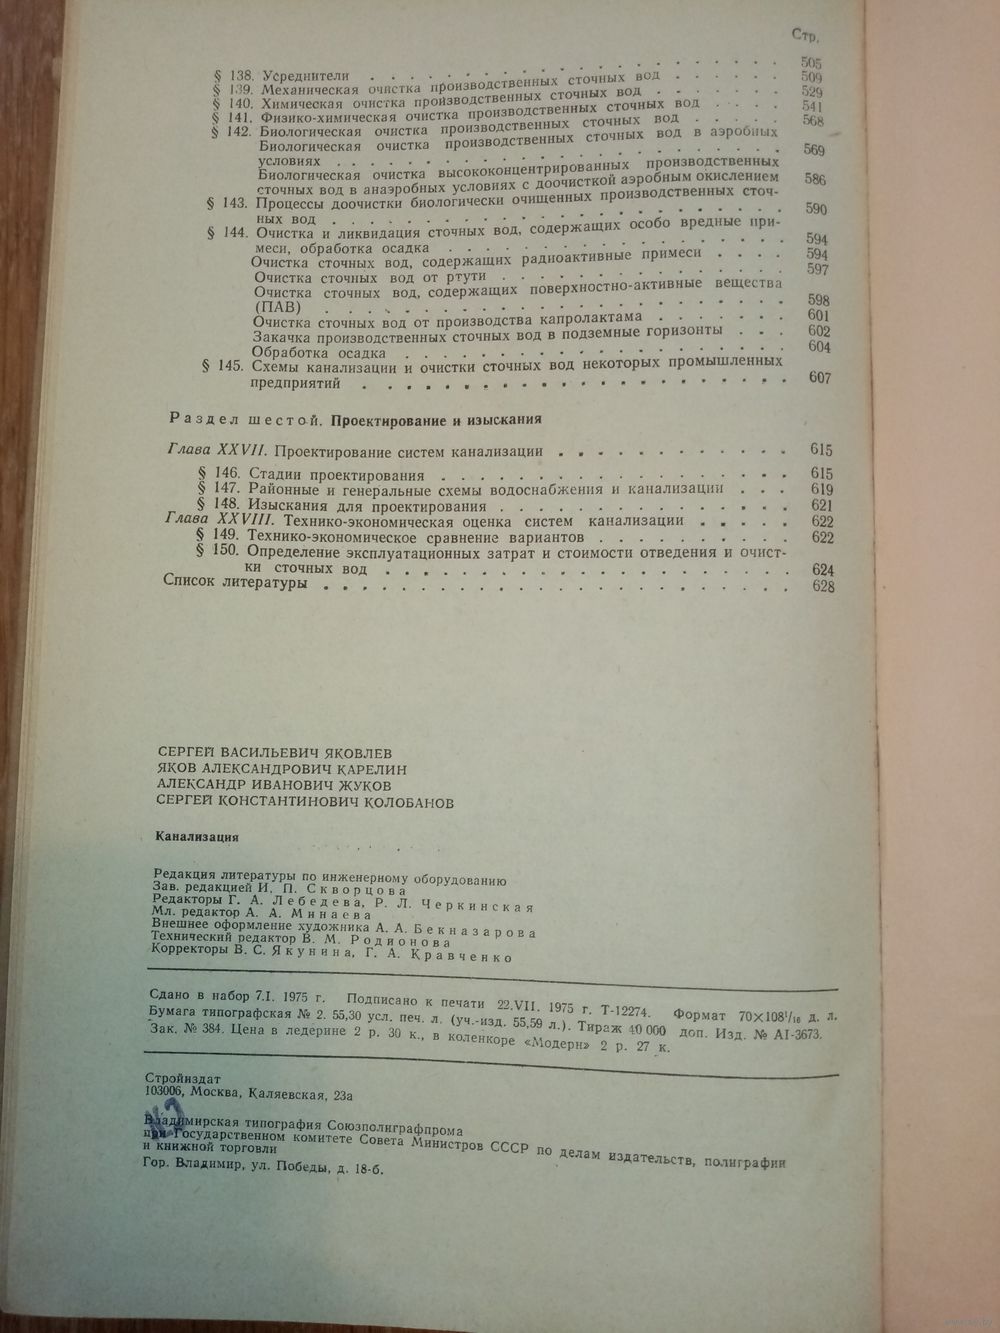 Стр.
§ 138. Усреднители . . . . . . . . . . . . . . . . . 505
§ 139. Механическая очистка производственных сточных вод . . . . . . 509
§ 140. Химическая очистка производственных сточных вод . . . . . . . 529
§ 141. Физико-химическая очистка производственных сточных вод . . . . 541
§ 142. Биологическая очистка производственных сточных вод . . . . . 568
Биологическая очистка производственных сточных вод в аэробных
условиях . . . . . . . . . . . . . . . . . . 569
Биологическая очистка высококонцентрированных производственных
сточных вод в анаэробных условиях с доочисткой аэробным окислением 586
§ 143. Процессы доочистки биологически очищенных производственных сточ-
ных вод . . . . . . . . . . . . . . . . . . 590
§ 144. Очистка и ликвидация сточных вод, содержащих особо вредные при-
меси, обработка осадка . . . . . . . . . . . . . . 594
Очистка сточных вод, содержащих радиоактивные примеси . . . . 594
Очистка сточных вод от ртути . . . . . . . . . . . . 597
Очистка сточных вод, содержащих поверхностно-активные вещества
(ПАВ) . . . . . . . . . . . . . . . . . . . 598
Очистка сточных вод от производства капролактама . . . . . . 601
Закачка производственных сточных вод в подземные горизонты . . . 602
Обработка осадка . . . . . . . . . . . . . . . . 604
§ 145. Схемы канализации и очистки сточных вод некоторых промышленных
предприятий . . . . . . . . . . . . . . . . . 607
Раздел шестой. Проектирование и изыскания
Глава XXVII. Проектирование систем канализации . . . . . . . . . . 615
§ 146. Стадии проектирования . . . . . . . . . . . . . . 615
§ 147. Районные и генеральные схемы водоснабжения и канализации . . . 619
§ 148. Изыскания для проектирования . . . . . . . . . . . . 621
Глава XXVIII. Технико-экономическая оценка систем канализации . . . . . 622
§ 149. Технико-экономическое сравнение вариантов . . . . . . . . . 622
§ 150. Определение эксплуатационных затрат и стоимости отведения и очист-
ки сточных вод . . . . . . . . . . . . . . . . . 624
Список литературы . . . . . . . . . . . . . . . . . . . . 628
СЕРГЕЙ ВАСИЛЬЕВИЧ ЯКОВЛЕВ
ЯКОВ АЛЕКСАНДРОВИЧ КАРЕЛИН
АЛЕКСАНДР ИВАНОВИЧ ЖУКОВ
СЕРГЕЙ КОНСТАНТИНОВИЧ КОЛОБАНОВ
Канализация
Редакция литературы по инженерному оборудованию
Зав. редакцией И. П. Скворцова
Редакторы Г. А. Лебедева, Р. Л. Черкинская
Мл. редактор А. А. Минаева
Внешнее оформление художника А. А. Бекназарова
Технический редактор В. М. Родионова
Корректоры В. С. Якунина, Г. А. Кравченко
Сдано в набор 7.I. 1975 г. Подписано к печати 22.VII. 1975 г. Т-12274. Формат 70×108¹/₁₆ д. л.
Бумага типографская № 2. 55,30 усл. печ. л. (уч.-изд. 55,59 л.). Тираж 40 000 доп. Изд. № АI-3673.
Зак. № 384. Цена в ледерине 2 р. 30 к., в коленкоре «Модерн» 2 р. 27 к.
Стройиздат
103006, Москва, Каляевская, 23а
Владимирская типография Союзполиграфпрома
при Государственном комитете Совета Министров СССР по делам издательств, полиграфии
и книжной торговли
Гор. Владимир, ул. Победы, д. 18-б.